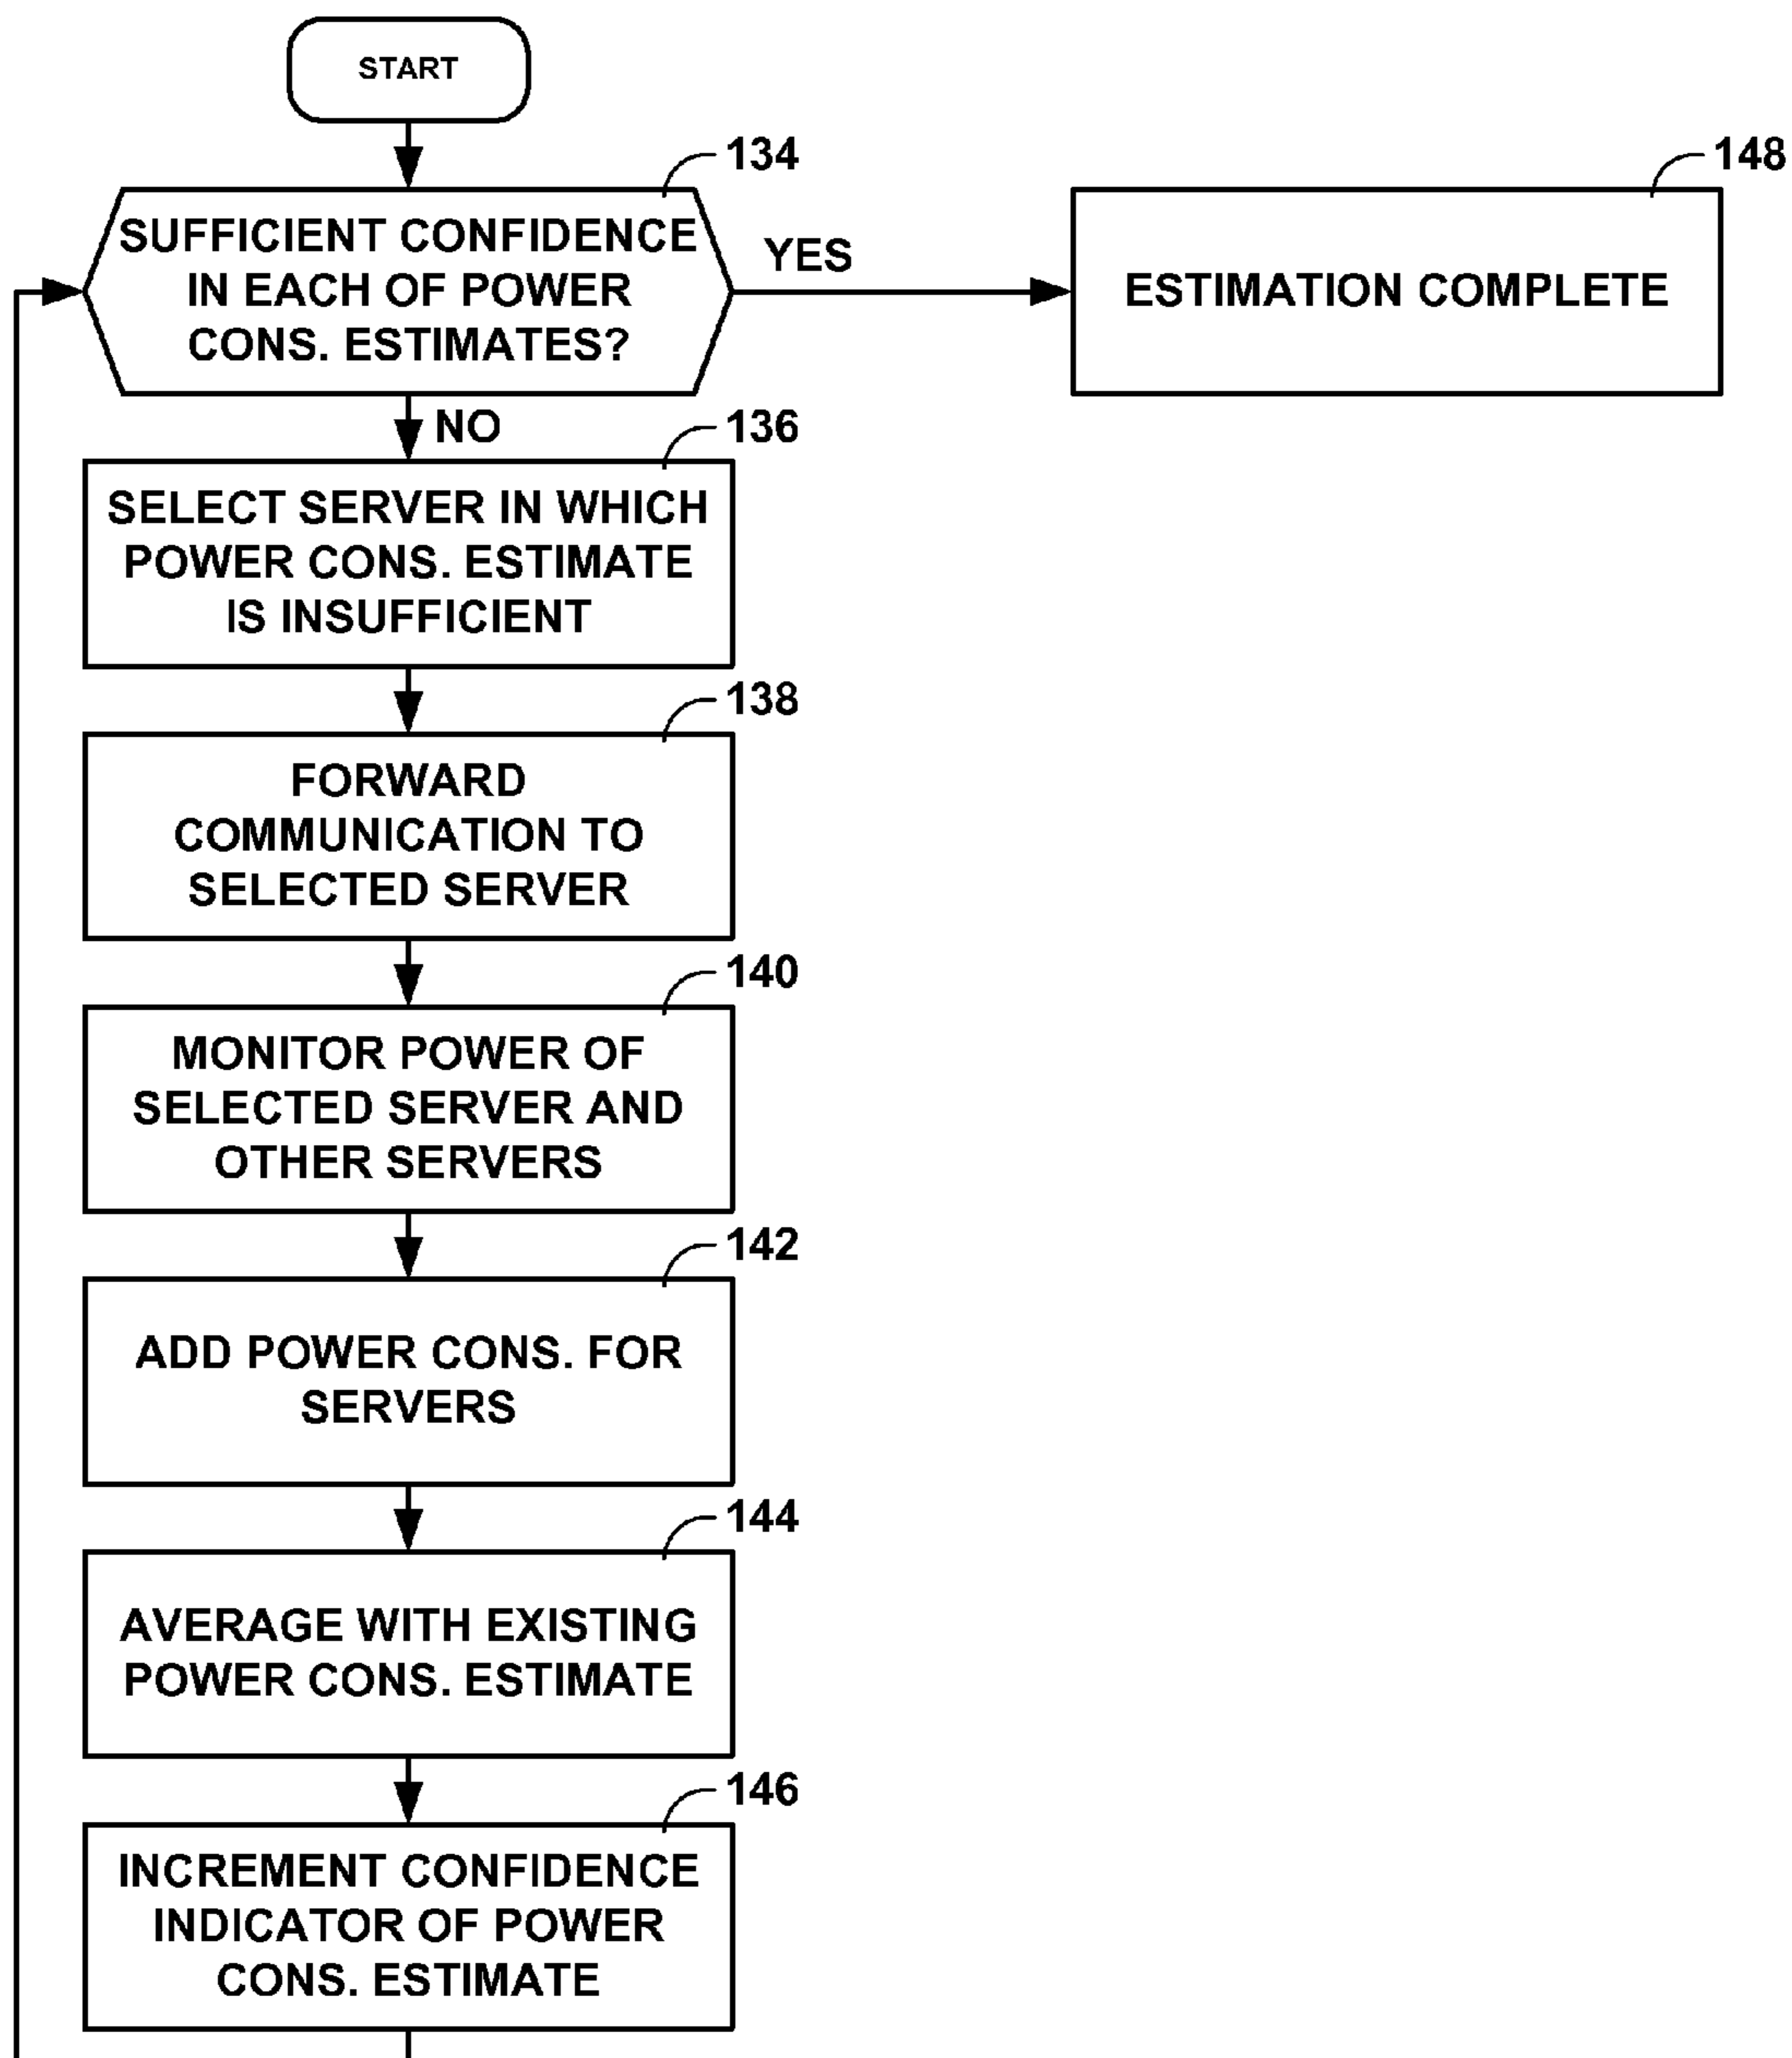 START
134
148
SUFFICIENT CONFIDENCE
IN EACH OF POWER
CONS. ESTIMATES?
YES
ESTIMATION COMPLETE
NO
136
SELECT SERVER IN WHICH
POWER CONS. ESTIMATE
IS INSUFFICIENT
138
FORWARD
COMMUNICATION TO
SELECTED SERVER
140
MONITOR POWER OF
SELECTED SERVER AND
OTHER SERVERS
142
ADD POWER CONS. FOR
SERVERS
144
AVERAGE WITH EXISTING
POWER CONS. ESTIMATE
146
INCREMENT CONFIDENCE
INDICATOR OF POWER
CONS. ESTIMATE